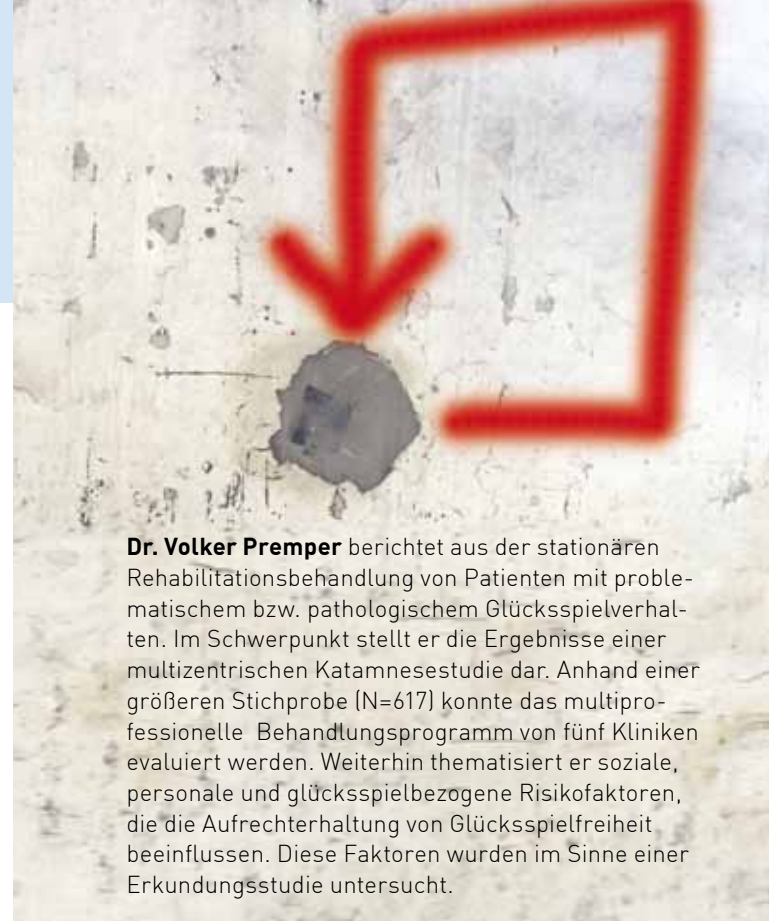 Dr. Volker Premper berichtet aus der stationären
Rehabilitationsbehandlung von Patienten mit proble-
matischem bzw. pathologischem Glücksspielverhal-
ten. Im Schwerpunkt stellt er die Ergebnisse einer
multizentrischen Katamnesestudie dar. Anhand einer
größeren Stichprobe (N=617) konnte das multipro-
fessionelle Behandlungsprogramm von fünf Kliniken
evaluiert werden. Weiterhin thematisiert er soziale,
personale und glücksspielbezogene Risikofaktoren,
die die Aufrechterhaltung von Glücksspielfreiheit
beeinflussen. Diese Faktoren wurden im Sinne einer
Erkundungsstudie untersucht.